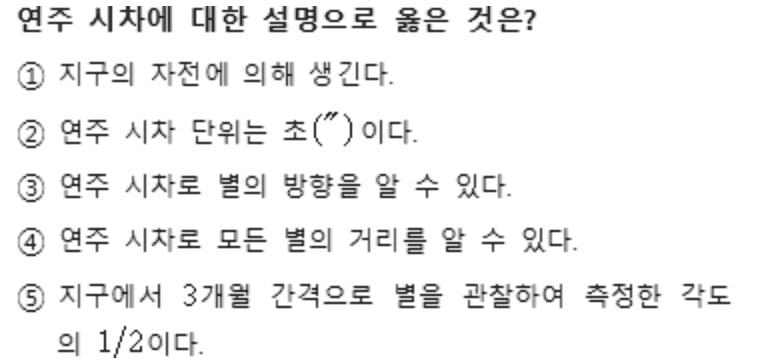 연주 시차에 대한 설명으로 옳은 것은?
① 지구의 자전에 의해 생긴다.
② 연주 시차 단위는 초(″)이다.
③ 연주 시차로 별의 방향을 알 수 있다.
④ 연주 시차로 모든 별의 거리를 알 수 있다.
⑤ 지구에서 3개월 간격으로 별을 관찰하여 측정한 각도
의 1/2이다.